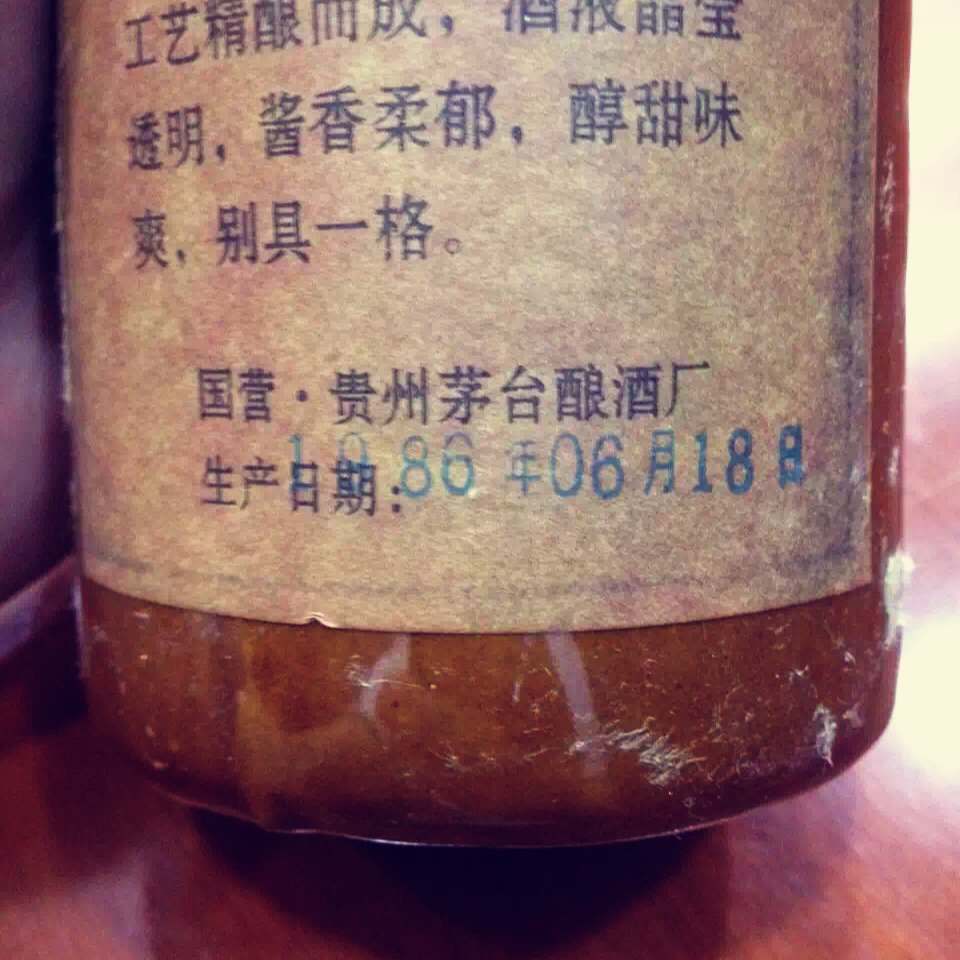 工艺精酿而成，酒液晶莹
透明，酱香柔郁，醇甜味
爽，别具一格。
国营·贵州茅台酿酒厂
生产日期：1986年06月18日